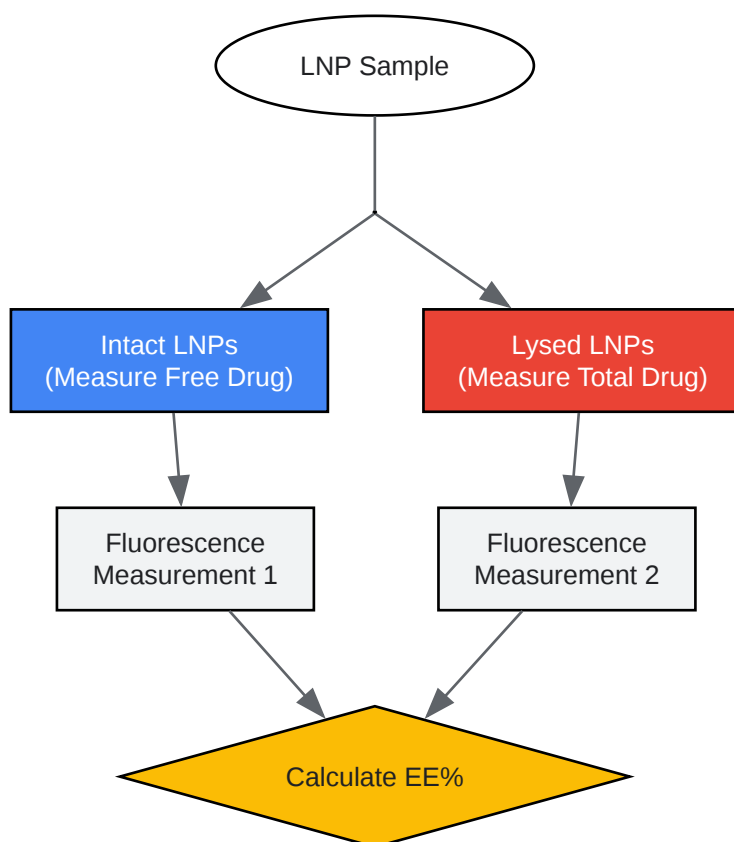 LNP Sample
Intact LNPs
(Measure Free Drug)
Lysed LNPs
(Measure Total Drug)
Fluorescence
Measurement 1
Fluorescence
Measurement 2
Calculate EE%